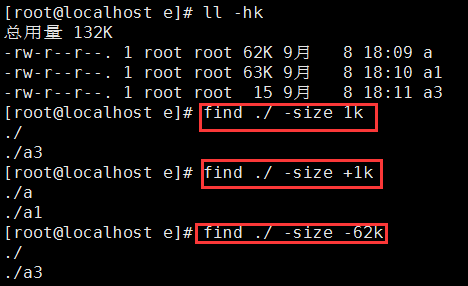 [root@localhost e]# ll -hk
总用量 132K
-rw-r--r--. 1 root root 62K 9月   8 18:09 a
-rw-r--r--. 1 root root 63K 9月   8 18:10 a1
-rw-r--r--. 1 root root  15 9月   8 18:11 a3
[root@localhost e]# find ./ -size 1k
./
./a3
[root@localhost e]# find ./ -size +1k
./a
./a1
[root@localhost e]# find ./ -size -62k
./
./a3